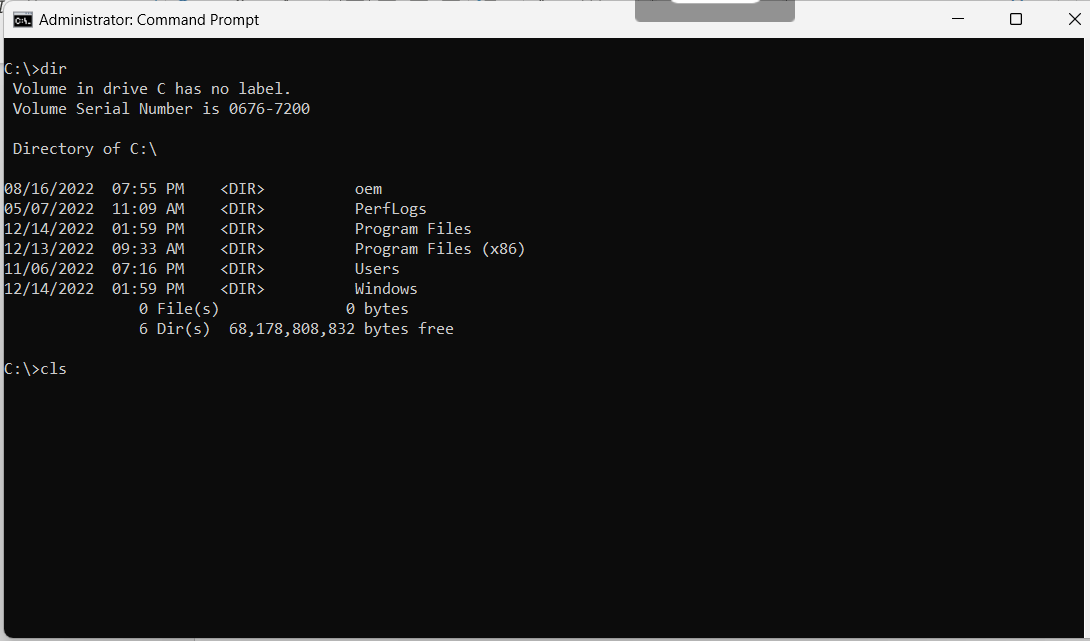 Administrator: Command Prompt
C:\>dir
 Volume in drive C has no label.
 Volume Serial Number is 0676-7200
 Directory of C:\
08/16/2022  07:55 PM    <DIR>          oem
05/07/2022  11:09 AM    <DIR>          PerfLogs
12/14/2022  01:59 PM    <DIR>          Program Files
12/13/2022  09:33 AM    <DIR>          Program Files (x86)
11/06/2022  07:16 PM    <DIR>          Users
12/14/2022  01:59 PM    <DIR>          Windows
               0 File(s)              0 bytes
               6 Dir(s)  68,178,808,832 bytes free
C:\>cls